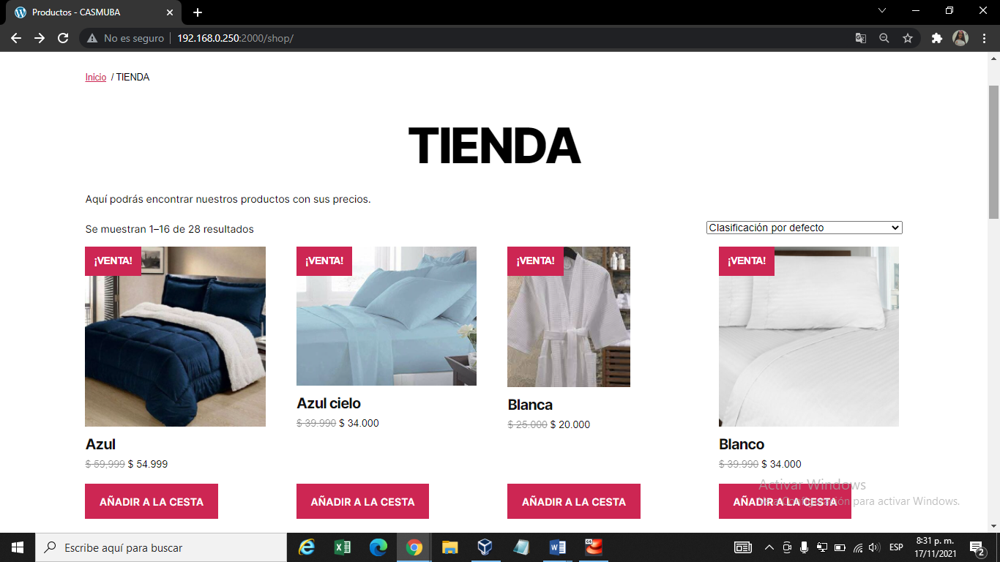 Productos - CASMUBA
No es seguro
192.168.0.250:2000/shop/
Inicio / TIENDA
TIENDA
Aquí podrás encontrar nuestros productos con sus precios.
Se muestran 1–16 de 28 resultados
Clasificación por defecto
¡VENTA!
¡VENTA!
¡VENTA!
¡VENTA!
Azul
$ 59,999 $ 54.999
AÑADIR A LA CESTA
Azul cielo
$ 39.990 $ 34.000
AÑADIR A LA CESTA
Blanca
$ 25.000 $ 20.000
AÑADIR A LA CESTA
Blanco
$ 39.990 $ 34.000
AÑADIR A LA CESTA
Activar Windows
Configuración para activar Windows.
Escribe aquí para buscar
64
ESP
8:31 p. m.
17/11/2021
2